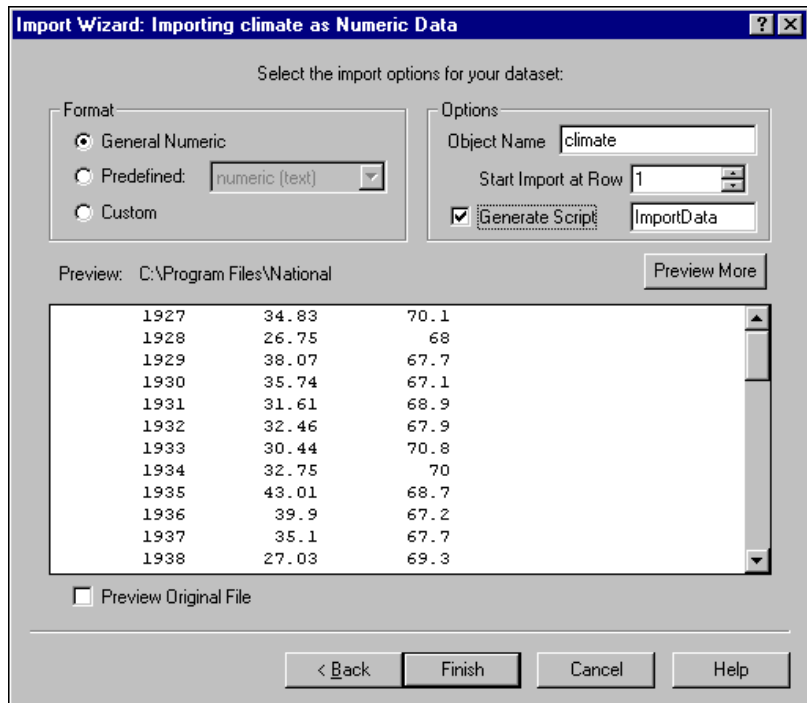 Import Wizard: Importing climate as Numeric Data
Select the import options for your dataset:
Format
General Numeric
Predefined: numeric (text)
Custom
Options
Object Name climate
Start Import at Row 1
Generate Script ImportData
Preview: C:\Program Files\National
Preview More
1927 34.83 70.1
1928 26.75 68
1929 38.07 67.7
1930 35.74 67.1
1931 31.61 68.9
1932 32.46 67.9
1933 30.44 70.8
1934 32.75 70
1935 43.01 68.7
1936 39.9 67.2
1937 35.1 67.7
1938 27.03 69.3
Preview Original File
< Back Finish Cancel Help